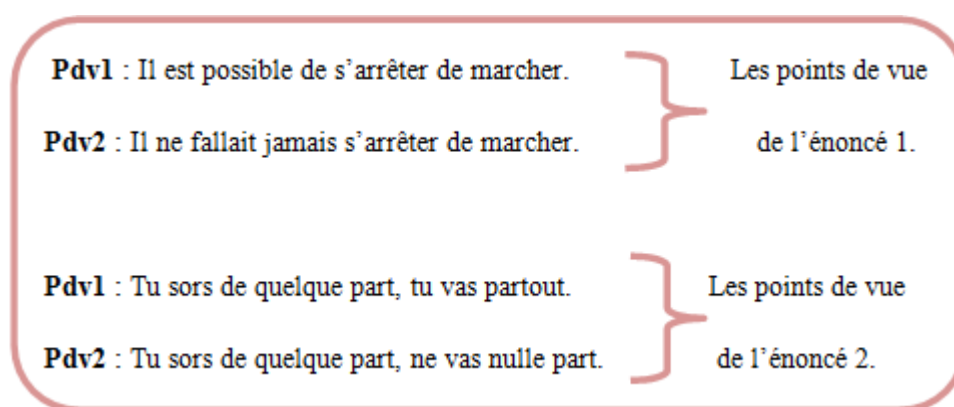 Pdv1 : Il est possible de s’arrêter de marcher. Les points de vue
Pdv2 : Il ne fallait jamais s’arrêter de marcher. de l’énoncé 1.
Pdv1 : Tu sors de quelque part, tu vas partout. Les points de vue
Pdv2 : Tu sors de quelque part, ne vas nulle part. de l’énoncé 2.